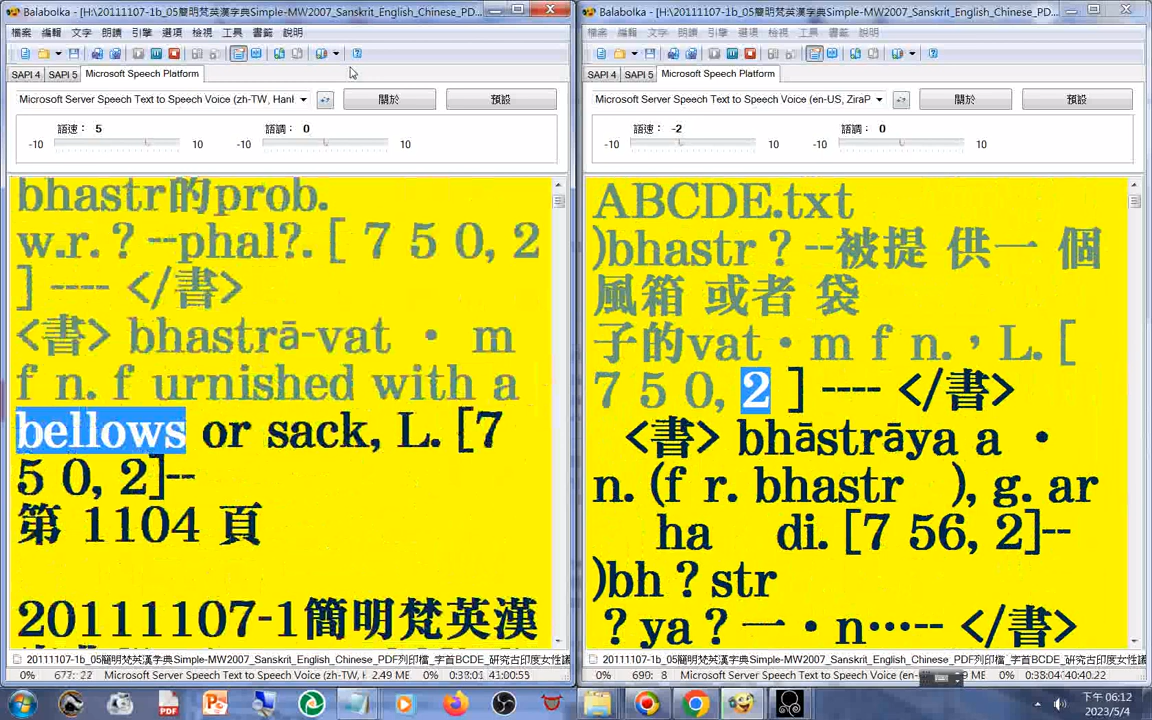 Balabolka - [H:\20111107-1b_05簡明梵英漢字典Simple-MW2007_Sanskrit_English_Chinese_PD...
檔案 編輯 文字 朗讀 引擎 選項 檢視 工具 書籤 說明
SAPI 4 SAPI 5 Microsoft Speech Platform
Microsoft Server Speech Text to Speech Voice (zh-TW, Hanl
關於 預設
語速： 5 語調： 0
-10 10 -10 10
bhastr的prob.
w.r.？--phal?.［７５０,２
］----</書>
<書> bhastrā-vat • m
f n. f urnished with a
bellows or sack, L. [7
5 0, 2]--
第 1104 頁
20111107-1簡明梵英漢
20111107-1b_05簡明梵英漢字典Simple-MW2007_Sanskrit_English_Chinese_PDF列印檔_字首BCDE_研究古印度女性議
0% 677: 22 Microsoft Server Speech Text to Speech Voice (zh-TW, H 2.49 MB 0% 0:38:01 41:00:55
Balabolka - [H:\20111107-1b_05簡明梵英漢字典Simple-MW2007_Sanskrit_English_Chinese_PD...
檔案 編輯 文字 朗讀 引擎 選項 檢視 工具 書籤 說明
SAPI 4 SAPI 5 Microsoft Speech Platform
Microsoft Server Speech Text to Speech Voice (en-US, ZiraP
關於 預設
語速： -2 語調： 0
-10 10 -10 10
ABCDE.txt
)bhastr？--被提 供一 個
風箱 或者 袋
子的vat•m f n.，L.［
７５０,２］----</書>
<書> bhāstrāya a •
n. (f r. bhastr ), g. ar
ha di. [7 56, 2]--
)bh？str
？ya？一•n…--</書>
20111107-1b_05簡明梵英漢字典Simple-MW2007_Sanskrit_English_Chinese_PDF列印檔_字首BCDE_研究古印度女性議
0% 699: 8 Microsoft Server Speech Text to Speech Voice (en-US, 0% 0:38:04 40:40:22
下午 06:12
2023/5/4